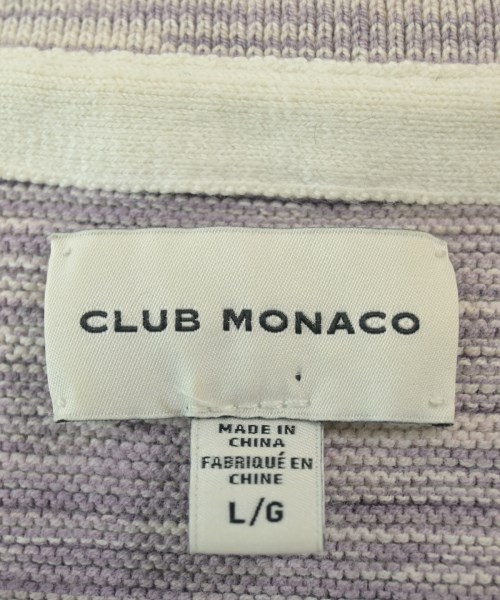 CLUB MONACO
MADE IN
CHINA
FABRIQUÉ EN
CHINE
L/G